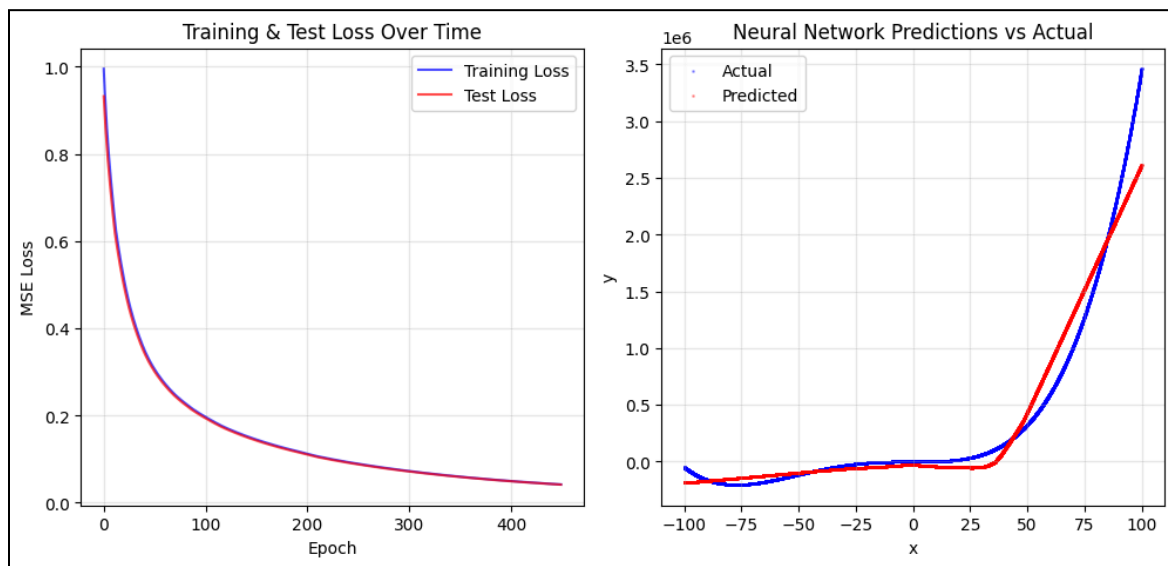 Training & Test Loss Over Time
Training Loss
Test Loss
1.0
0.8
0.6
0.4
0.2
0.0
MSE Loss
0
100
200
300
400
Epoch
Neural Network Predictions vs Actual
1e6
Actual
Predicted
3.5
3.0
2.5
2.0
1.5
1.0
0.5
0.0
y
−100
−75
−50
−25
0
25
50
75
100
x